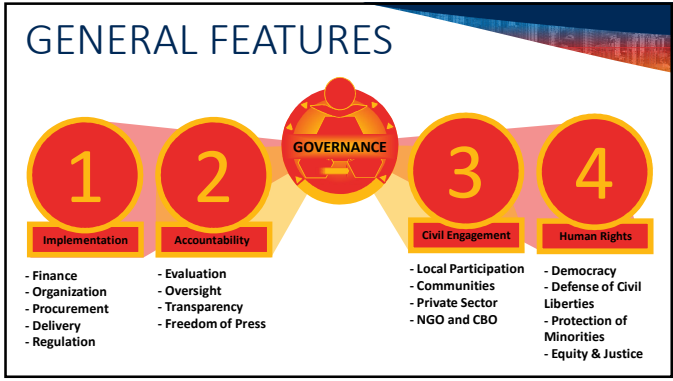 GENERAL FEATURES
GOVERNANCE
1
2
3
4
Implementation
Accountability
Civil Engagement
Human Rights
- Finance
- Organization
- Procurement
- Delivery
- Regulation
- Evaluation
- Oversight
- Transparency
- Freedom of Press
- Local Participation
- Communities
- Private Sector
- NGO and CBO
- Democracy
- Defense of Civil
Liberties
- Protection of
Minorities
- Equity & Justice